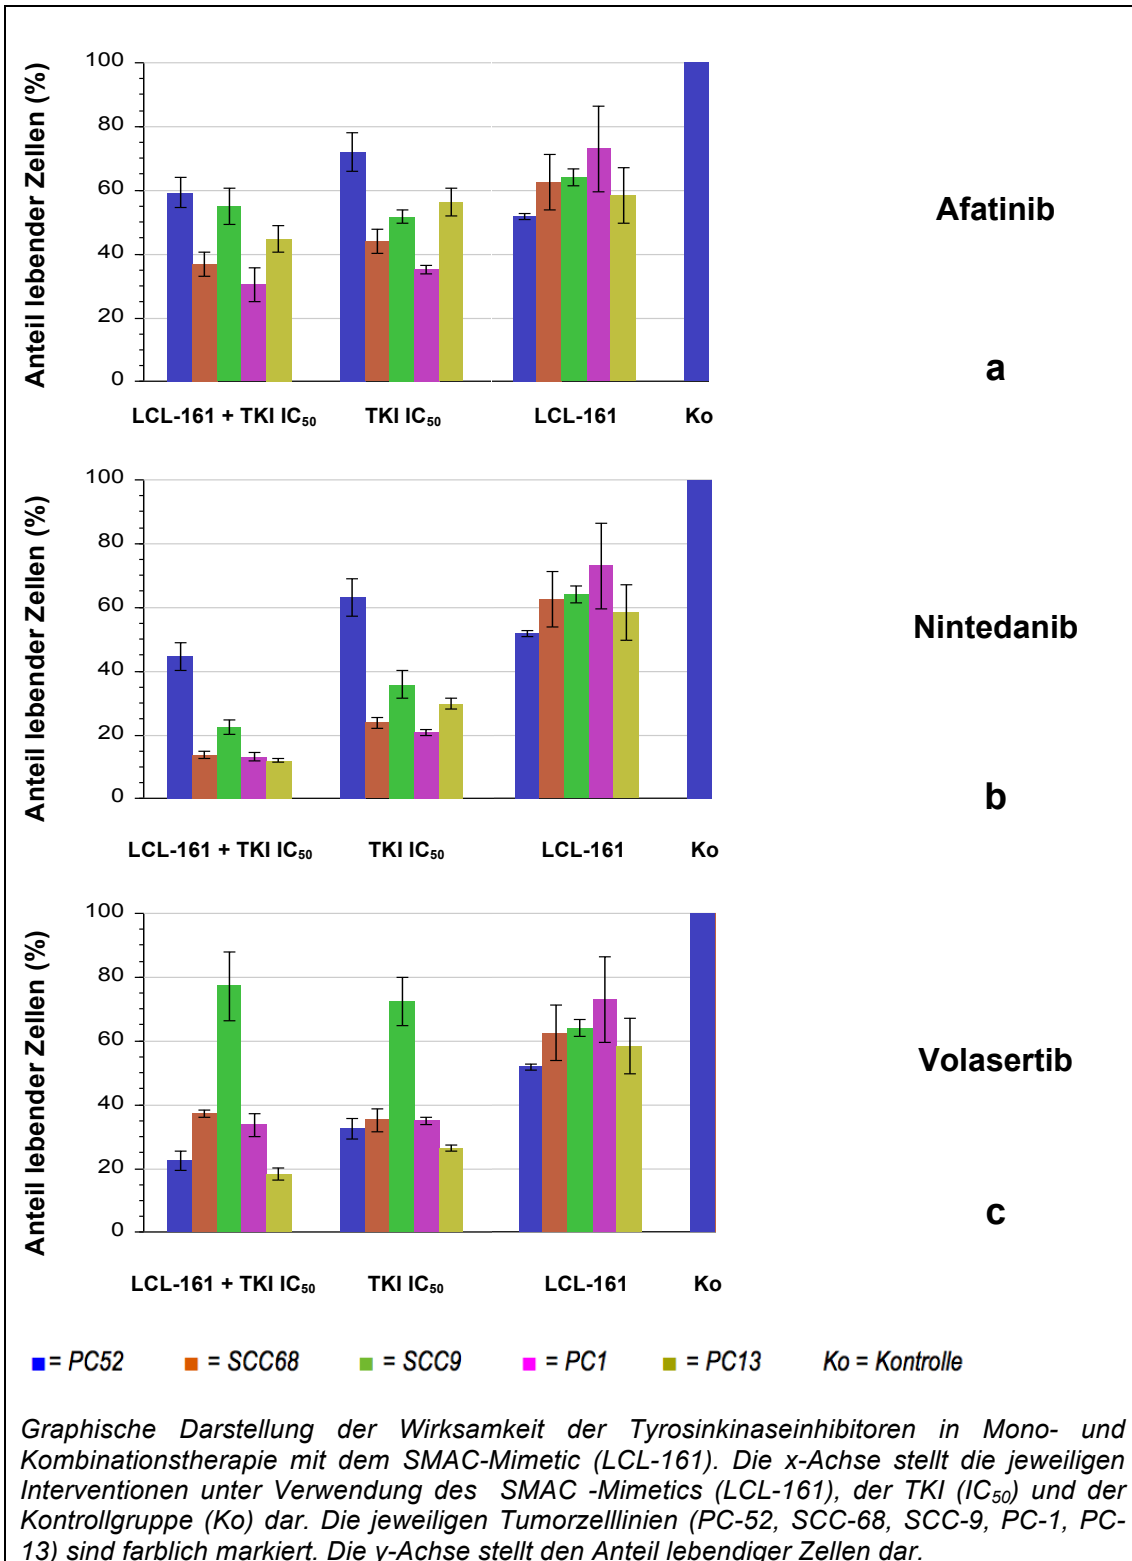 Anteil lebender Zellen (%)
100
80
60
40
20
0
LCL-161 + TKI IC₅₀ TKI IC₅₀ LCL-161 Ko
Afatinib
a
Anteil lebender Zellen (%)
100
80
60
40
20
0
LCL-161 + TKI IC₅₀ TKI IC₅₀ LCL-161 Ko
Nintedanib
b
Anteil lebender Zellen (%)
100
80
60
40
20
0
LCL-161 + TKI IC₅₀ TKI IC₅₀ LCL-161 Ko
Volasertib
c
= PC52 = SCC68 = SCC9 = PC1 = PC13 Ko = Kontrolle
Graphische Darstellung der Wirksamkeit der Tyrosinkinaseinhibitoren in Mono- und
Kombinationstherapie mit dem SMAC-Mimetic (LCL-161). Die x-Achse stellt die jeweiligen
Interventionen unter Verwendung des SMAC -Mimetics (LCL-161), der TKI (IC₅₀) und der
Kontrollgruppe (Ko) dar. Die jeweiligen Tumorzelllinien (PC-52, SCC-68, SCC-9, PC-1, PC-
13) sind farblich markiert. Die y-Achse stellt den Anteil lebendiger Zellen dar.